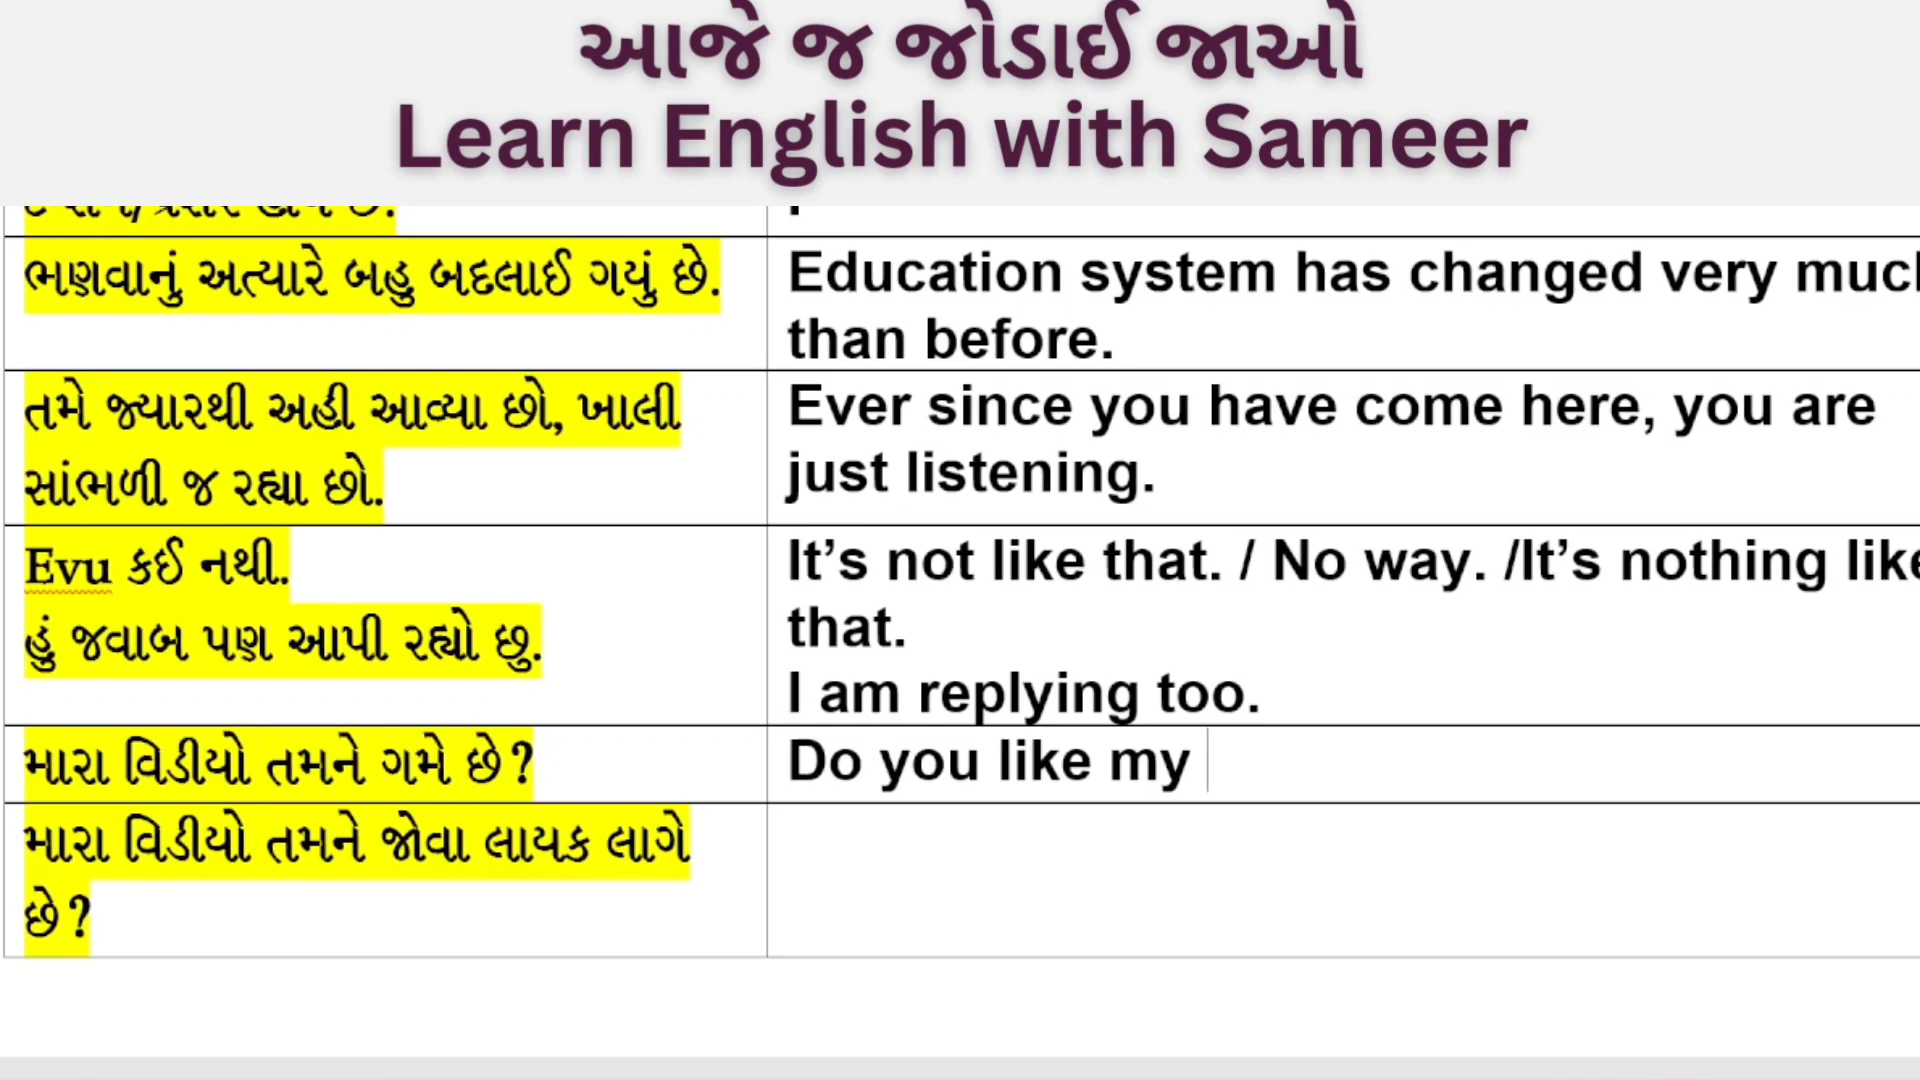 આજે જ જોડાઈ જાઓ
Learn English with Sameer
ભણવાનું અત્યારે બહુ બદલાઈ ગયું છે.
Education system has changed very much
than before.
તમે જ્યારથી અહી આવ્યા છો, ખાલી
સાંભળી જ રહ્યા છો.
Ever since you have come here, you are
just listening.
Evu કઈ નથી.
હું જવાબ પણ આપી રહ્યો છુ.
It’s not like that. / No way. /It’s nothing like
that.
I am replying too.
મારા વિડીયો તમને ગમે છે?
Do you like my
મારા વિડીયો તમને જોવા લાયક લાગે
છે?